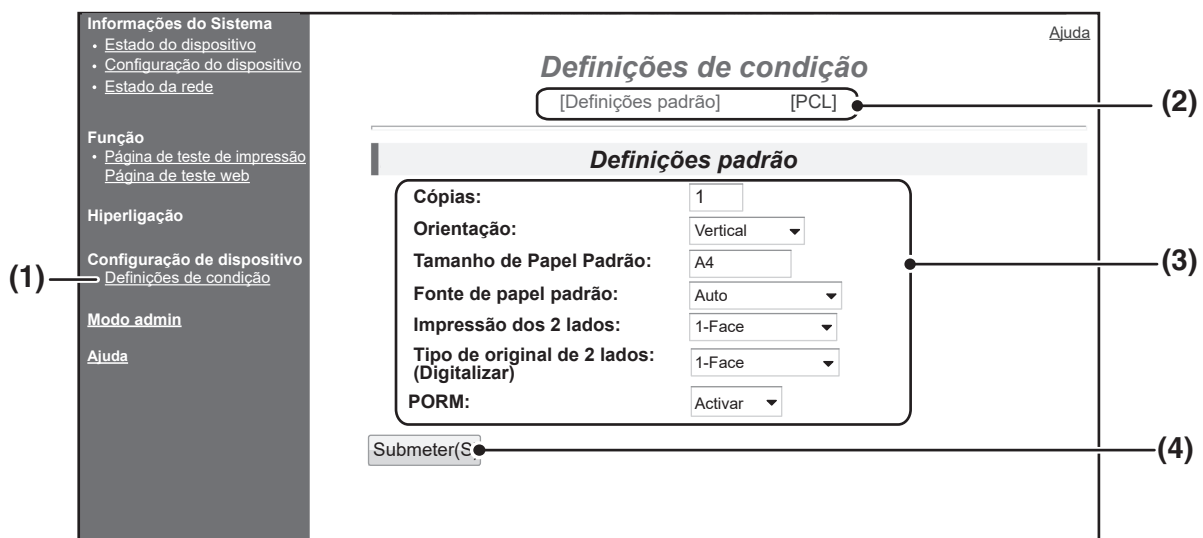 Informações do Sistema
• Estado do dispositivo
• Configuração do dispositivo
• Estado da rede
Função
• Página de teste de impressão
Página de teste web
Hiperligação
Configuração de dispositivo
Definições de condição
Modo admin
Ajuda
(1)
Ajuda
Definições de condição
[Definições padrão] [PCL]
(2)
Definições padrão
Cópias: 1
Orientação: Vertical
Tamanho de Papel Padrão: A4
(3)
Fonte de papel padrão: Auto
Impressão dos 2 lados: 1-Face
Tipo de original de 2 lados: 1-Face
(Digitalizar)
PORM: Activar
Submeter(S)
(4)